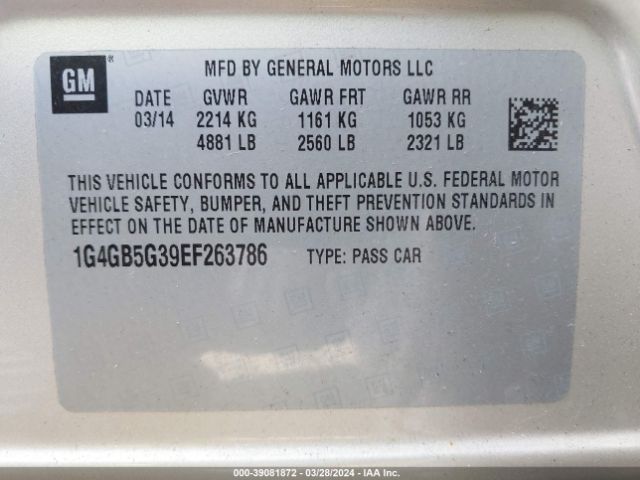 GM ®
MFD BY GENERAL MOTORS LLC
DATE GVWR GAWR FRT GAWR RR
03/14 2214 KG 1161 KG 1053 KG
4881 LB 2560 LB 2321 LB
THIS VEHICLE CONFORMS TO ALL APPLICABLE U.S. FEDERAL MOTOR
VEHICLE SAFETY, BUMPER, AND THEFT PREVENTION STANDARDS IN
EFFECT ON THE DATE OF MANUFACTURE SHOWN ABOVE.
1G4GB5G39EF263786 TYPE: PASS CAR
000-39081872 — 03/28/2024 — IAA Inc.